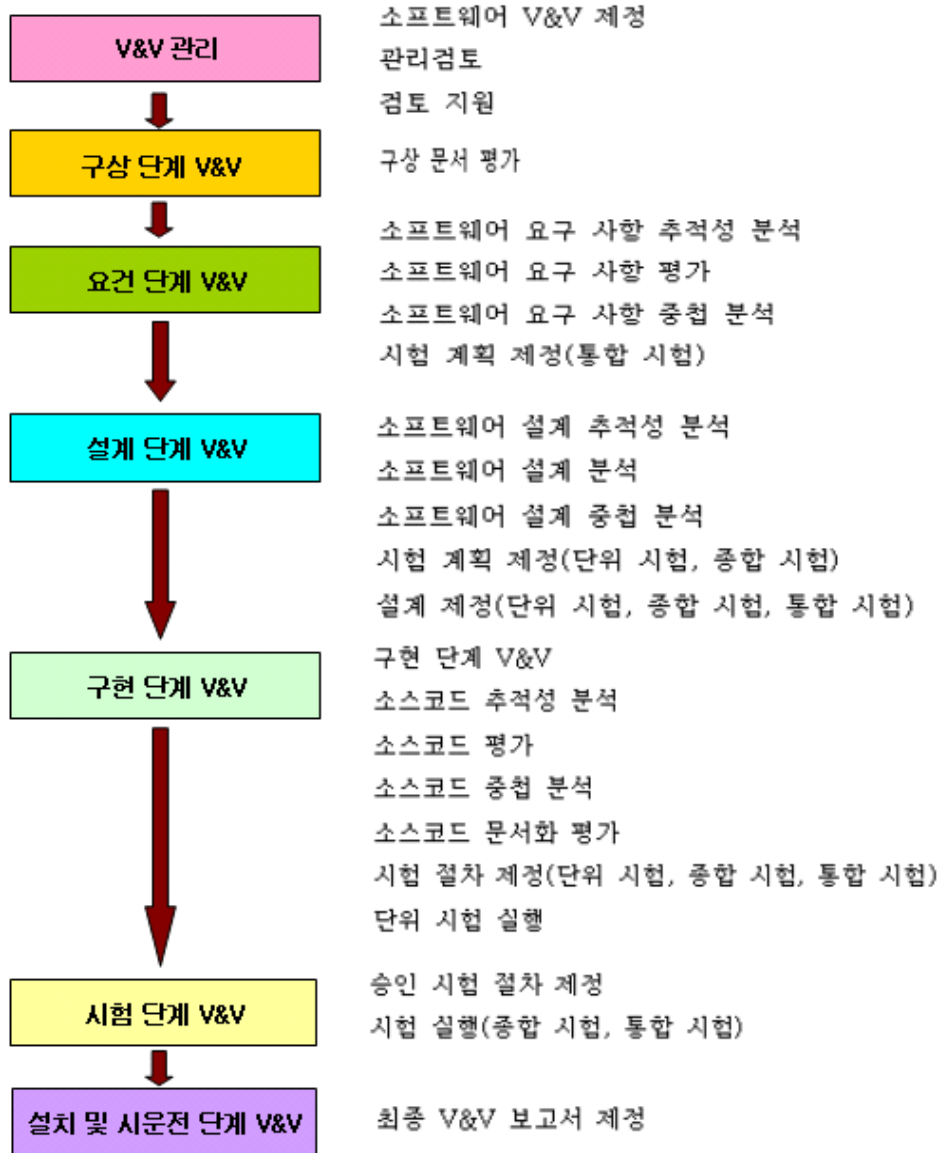 V&V 관리
소프트웨어 V&V 제정
관리검토
검토 지원
구상 단계 V&V
구상 문서 평가
요건 단계 V&V
소프트웨어 요구 사항 추적성 분석
소프트웨어 요구 사항 평가
소프트웨어 요구 사항 중첩 분석
시험 계획 제정(통합 시험)
설계 단계 V&V
소프트웨어 설계 추적성 분석
소프트웨어 설계 분석
소프트웨어 설계 중첩 분석
시험 계획 제정(단위 시험, 종합 시험)
설계 제정(단위 시험, 종합 시험, 통합 시험)
구현 단계 V&V
구현 단계 V&V
소스코드 추적성 분석
소스코드 평가
소스코드 중첩 분석
소스코드 문서화 평가
시험 절차 제정(단위 시험, 종합 시험, 통합 시험)
단위 시험 실행
시험 단계 V&V
승인 시험 절차 제정
시험 실행(종합 시험, 통합 시험)
설치 및 시운전 단계 V&V
최종 V&V 보고서 제정